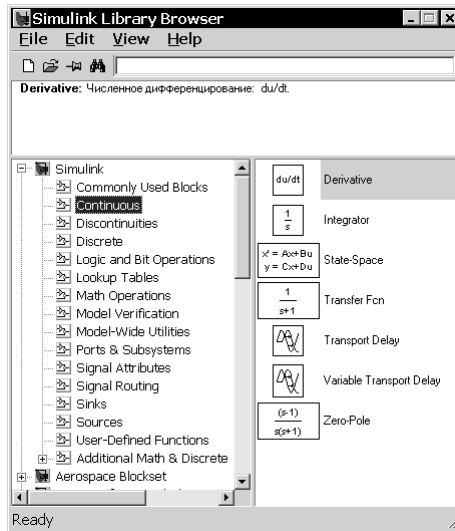 Simulink Library Browser
File Edit View Help
Derivative: Численное дифференцирование: du/dt.
Simulink
Commonly Used Blocks
Continuous
Discontinuities
Discrete
Logic and Bit Operations
Lookup Tables
Math Operations
Model Verification
Model-Wide Utilities
Ports & Subsystems
Signal Attributes
Signal Routing
Sinks
Sources
User-Defined Functions
Additional Math & Discrete
Aerospace Blockset
du/dt Derivative
1
s
Integrator
x' = Ax+Bu
y = Cx+Du
State-Space
1
s+1
Transfer Fcn
Transport Delay
Variable Transport Delay
(s-1)
s(s+1)
Zero-Pole
Ready